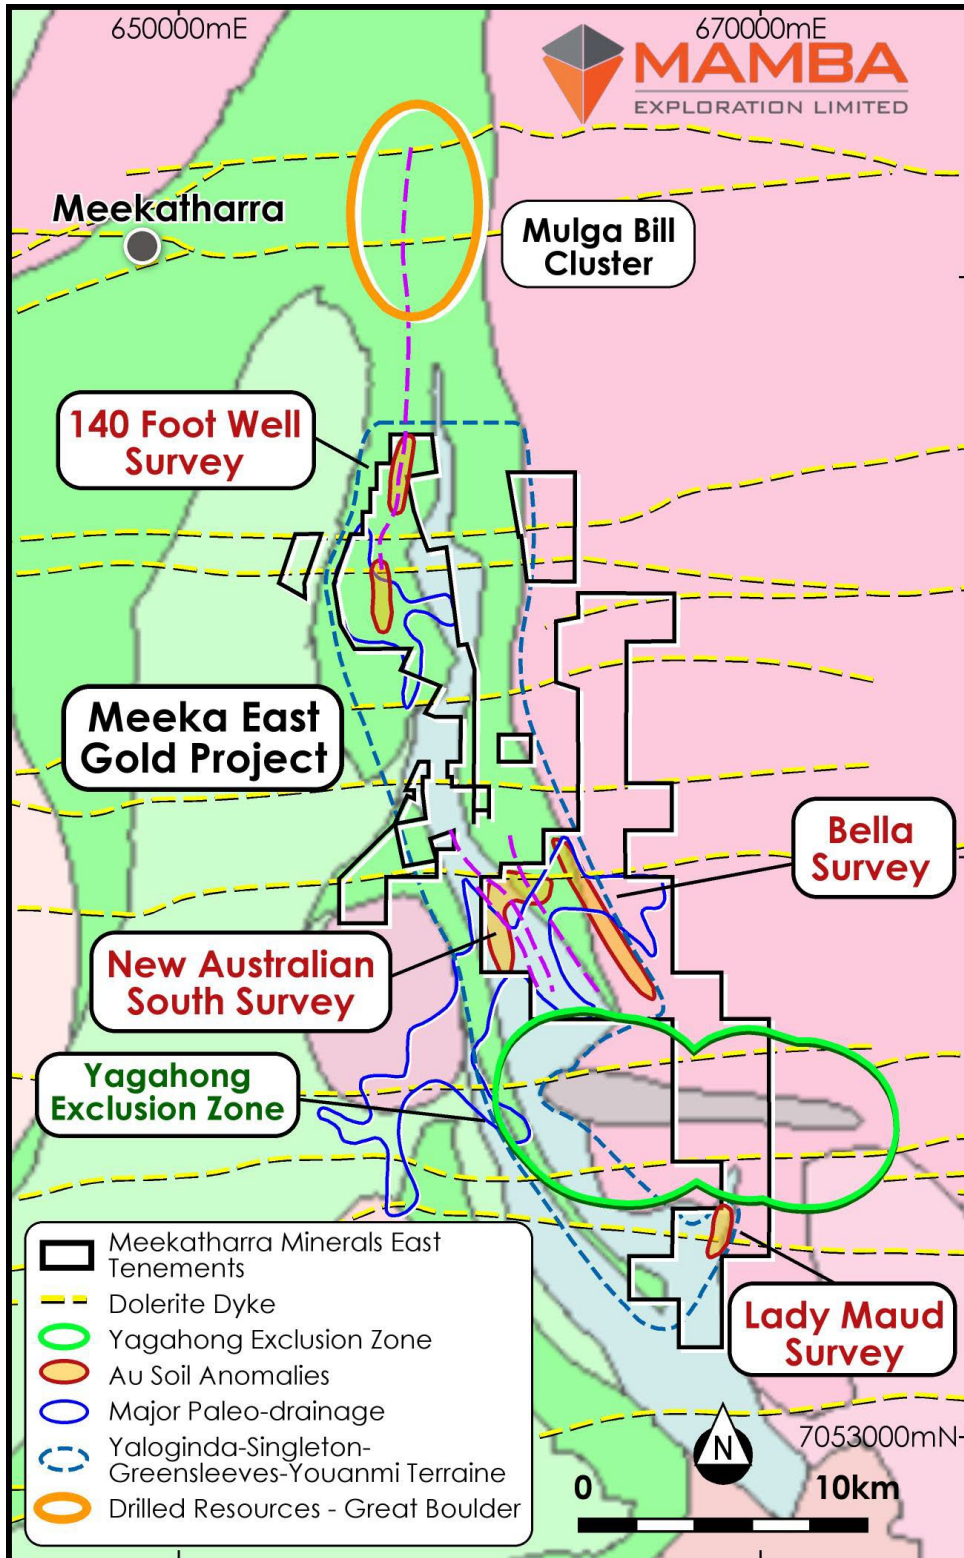 650000mE
670000mE
MAMBA
EXPLORATION LIMITED
Meekatharra
Mulga Bill
Cluster
140 Foot Well
Survey
Meeka East
Gold Project
Bella
Survey
New Australian
South Survey
Yagahong
Exclusion Zone
Lady Maud
Survey
Meekatharra Minerals East
Tenements
Dolerite Dyke
Yagahong Exclusion Zone
Au Soil Anomalies
Major Paleo-drainage
Yaloginda-Singleton-
Greensleeves-Youanmi Terraine
Drilled Resources - Great Boulder
N
7053000mN
0
10km